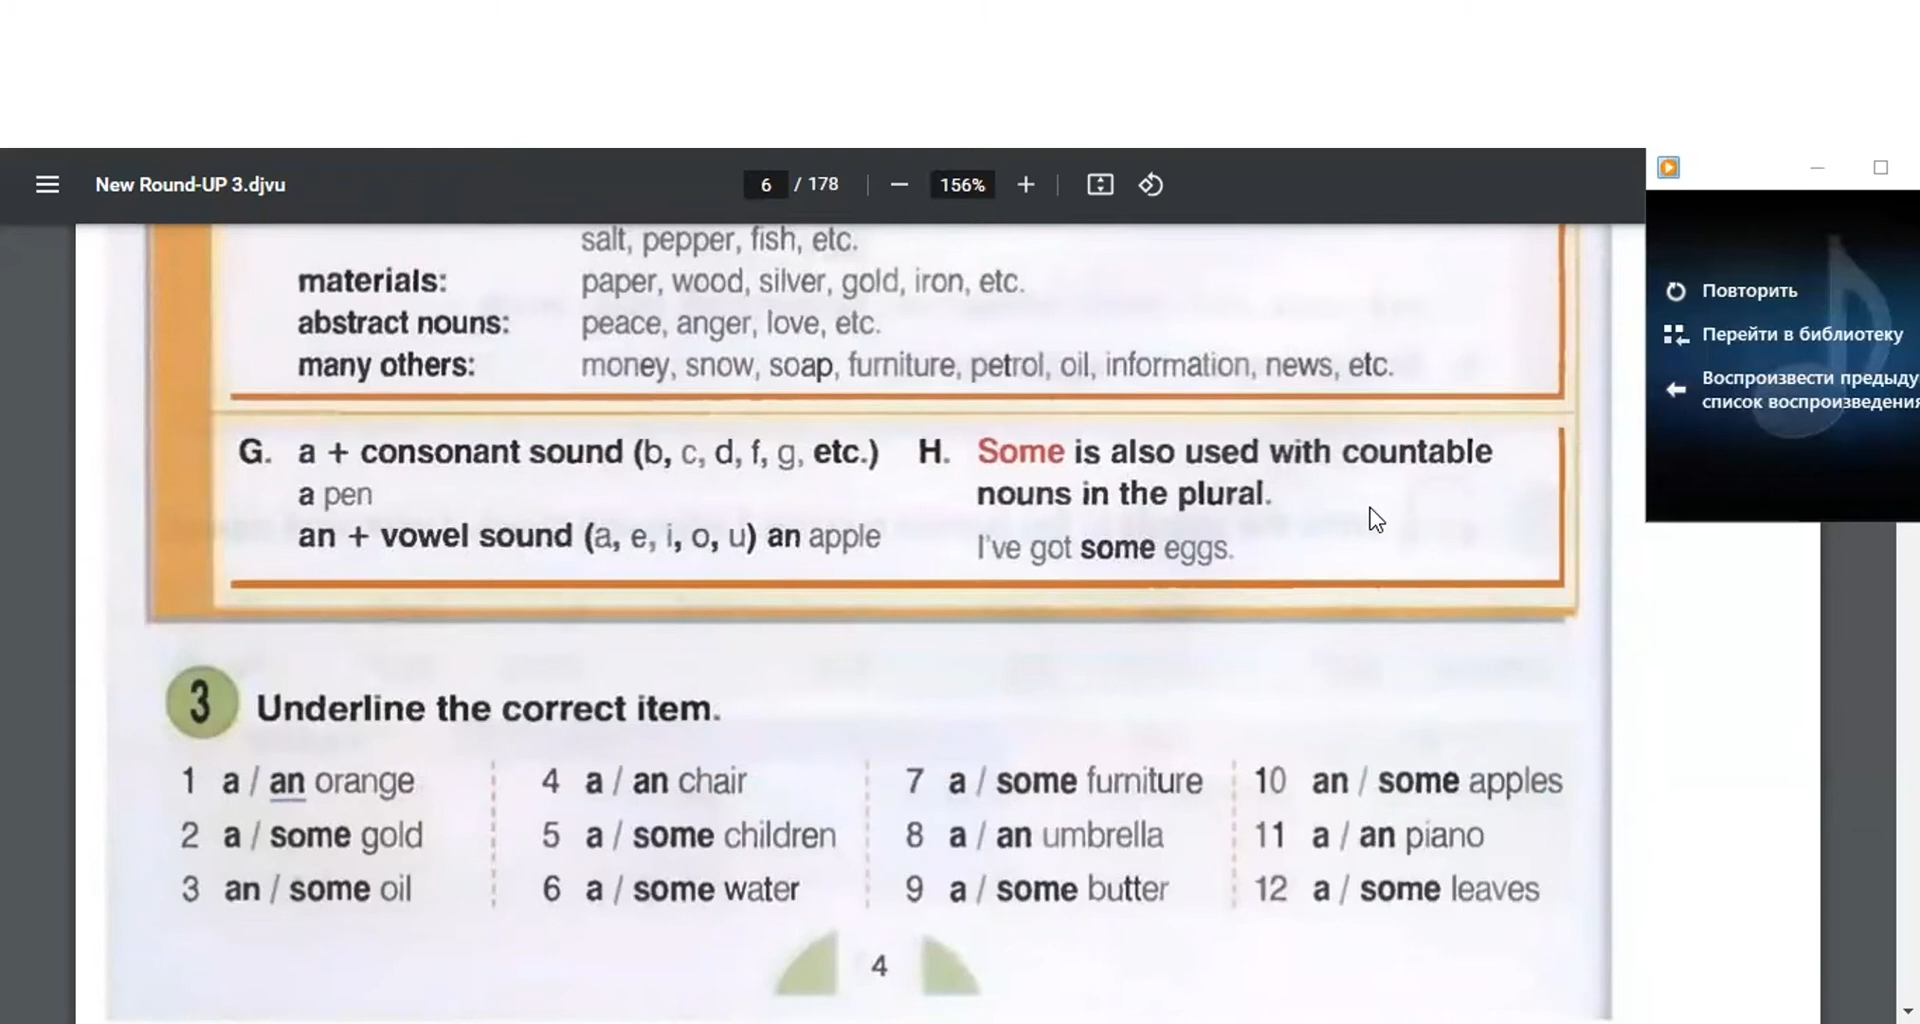 New Round-UP 3.djvu
6 / 178
156%
Повторить
Перейти в библиотеку
Воспроизвести предыду
список воспроизведения
salt, pepper, fish, etc.
materials: paper, wood, silver, gold, iron, etc.
abstract nouns: peace, anger, love, etc.
many others: money, snow, soap, furniture, petrol, oil, information, news, etc.
G. a + consonant sound (b, c, d, f, g, etc.)
a pen
an + vowel sound (a, e, i, o, u) an apple
H. Some is also used with countable
nouns in the plural.
I've got some eggs.
3 Underline the correct item.
1 a / an orange
2 a / some gold
3 an / some oil
4 a / an chair
5 a / some children
6 a / some water
7 a / some furniture
8 a / an umbrella
9 a / some butter
10 an / some apples
11 a / an piano
12 a / some leaves
4